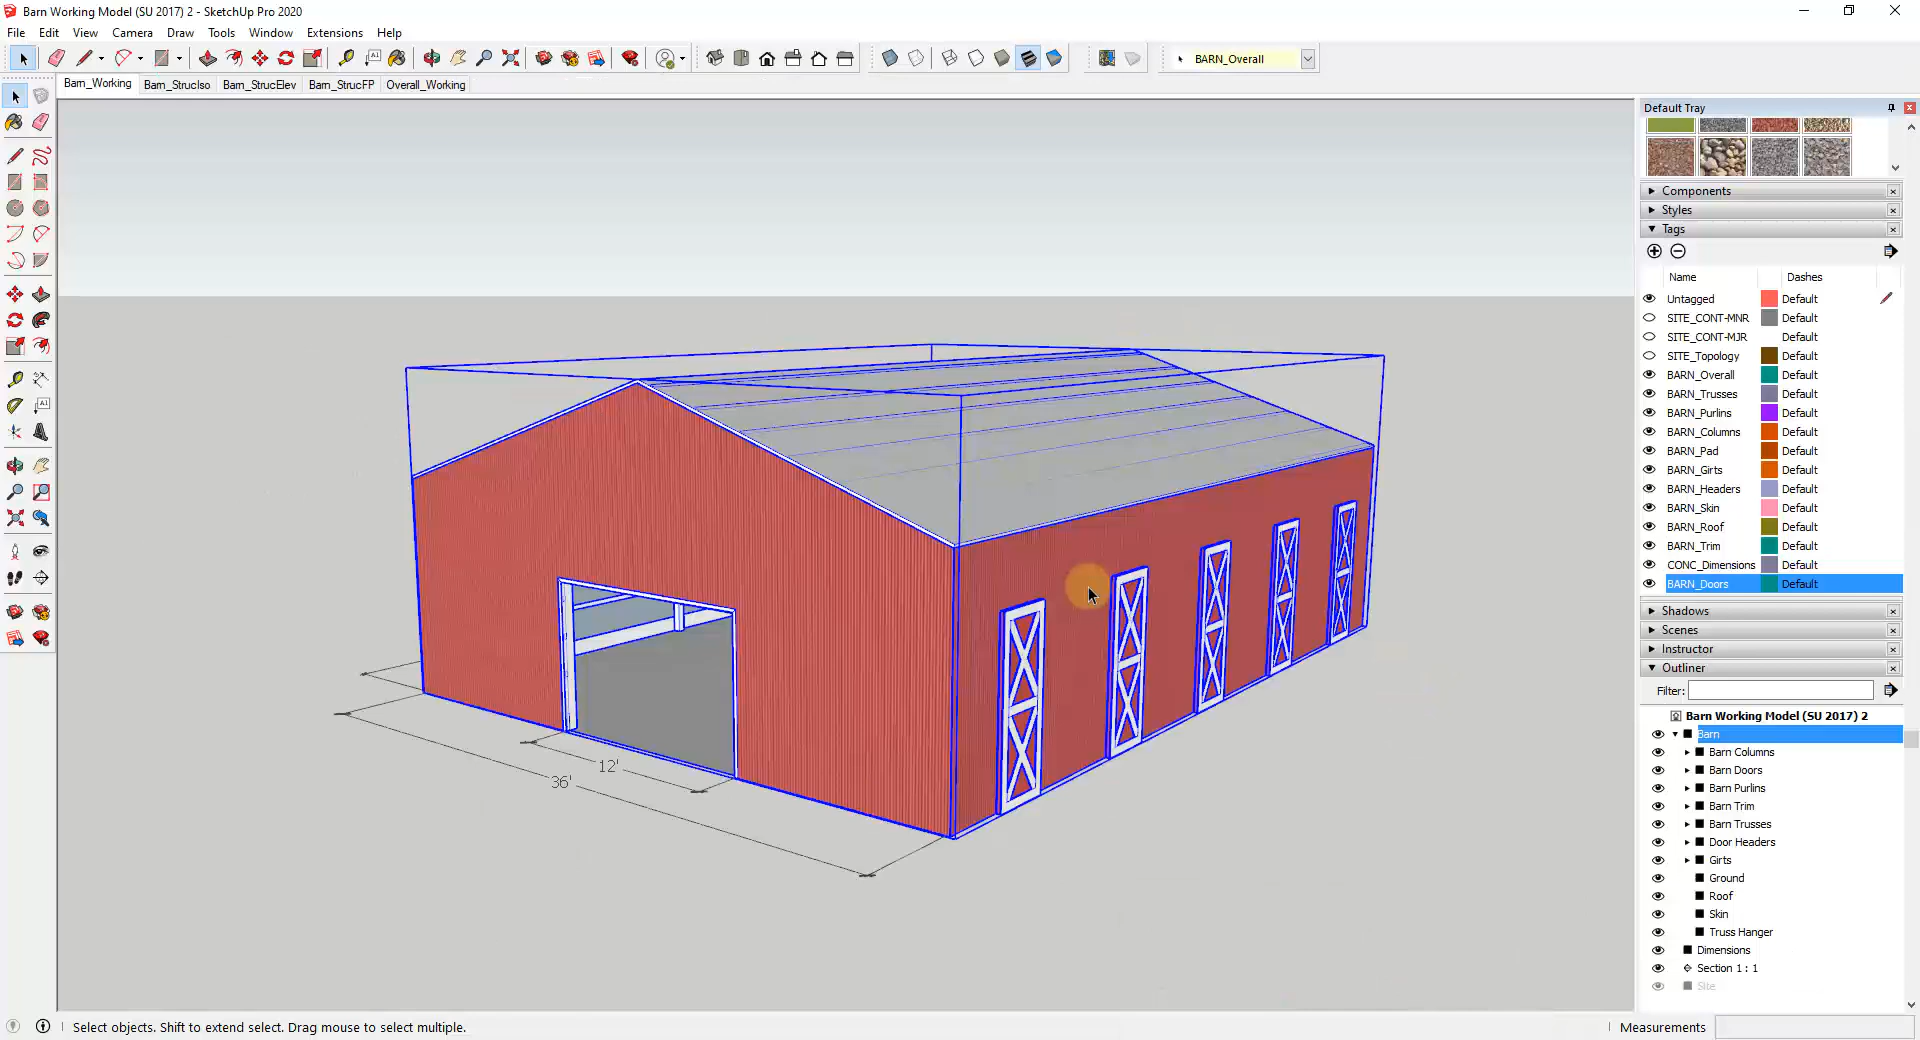 Barn Working Model (SU 2017) 2 - SketchUp Pro 2020
File Edit View Camera Draw Tools Window Extensions Help
BARN_Overall
Barn_Working Barn_StrucIso Barn_StrucElev Barn_StrucFP Overall_Working
Default Tray
Components
Styles
Tags
Name Dashes
Untagged Default
SITE_CONT-MNR Default
SITE_CONT-MJR Default
SITE_Topology Default
BARN_Overall Default
BARN_Trusses Default
BARN_Purlins Default
BARN_Columns Default
BARN_Pad Default
BARN_Girts Default
BARN_Headers Default
BARN_Skin Default
BARN_Roof Default
BARN_Trim Default
CONC_Dimensions Default
BARN_Doors Default
Shadows
Scenes
Instructor
Outliner
Filter:
Barn Working Model (SU 2017) 2
Barn
Barn Columns
Barn Doors
Barn Purlins
Barn Trim
Barn Trusses
Door Headers
Girts
Ground
Roof
Skin
Truss Hanger
Dimensions
Section 1 : 1
Site
12'
36'
A1
A1
Select objects. Shift to extend select. Drag mouse to select multiple.
Measurements